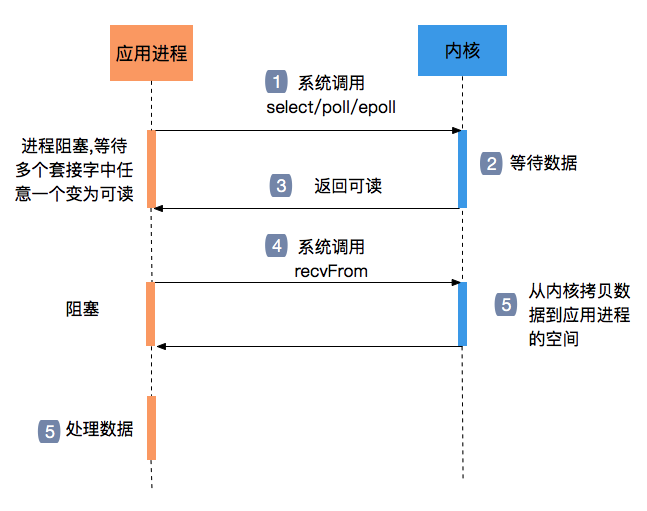 应用进程
内核
1 系统调用
select/poll/epoll
进程阻塞,等待
多个套接字中任
意一个变为可读
2 等待数据
3 返回可读
4 系统调用
recvFrom
阻塞
5 从内核拷贝数
据到应用进程
的空间
5 处理数据